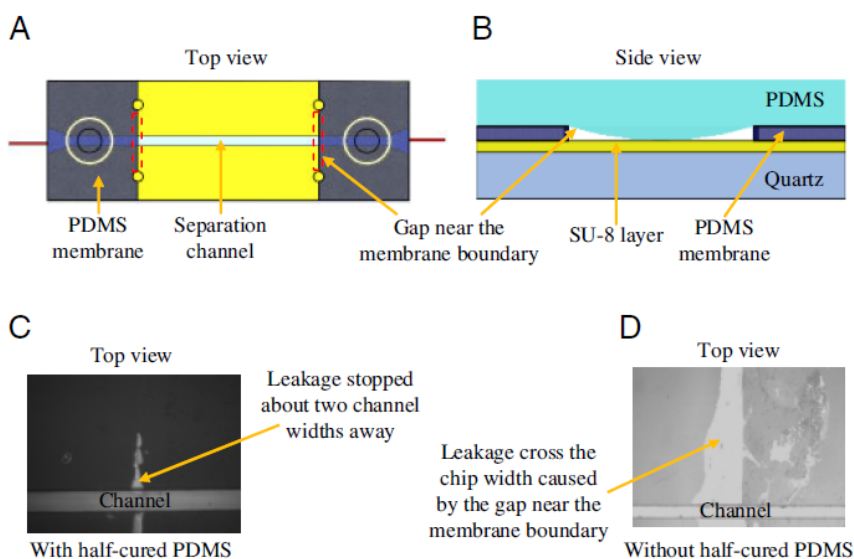 A
Top view
PDMS
membrane
Separation
channel
Gap near the
membrane boundary
B
Side view
PDMS
Quartz
SU-8 layer
PDMS
membrane
C
Top view
Leakage stopped
about two channel
widths away
Channel
With half-cured PDMS
D
Top view
Leakage cross the
chip width caused
by the gap near the
membrane boundary
Channel
Without half-cured PDMS